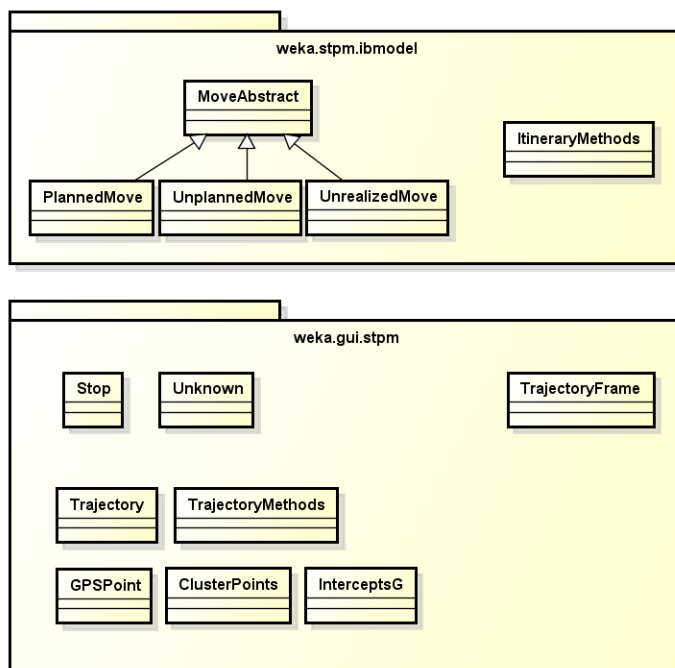 weka.stpm.ibmodel
MoveAbstract
ItineraryMethods
PlannedMove UnplannedMove UnrealizedMove
weka.gui.stpm
Stop Unknown TrajectoryFrame
Trajectory TrajectoryMethods
GPSPoint ClusterPoints InterceptsG